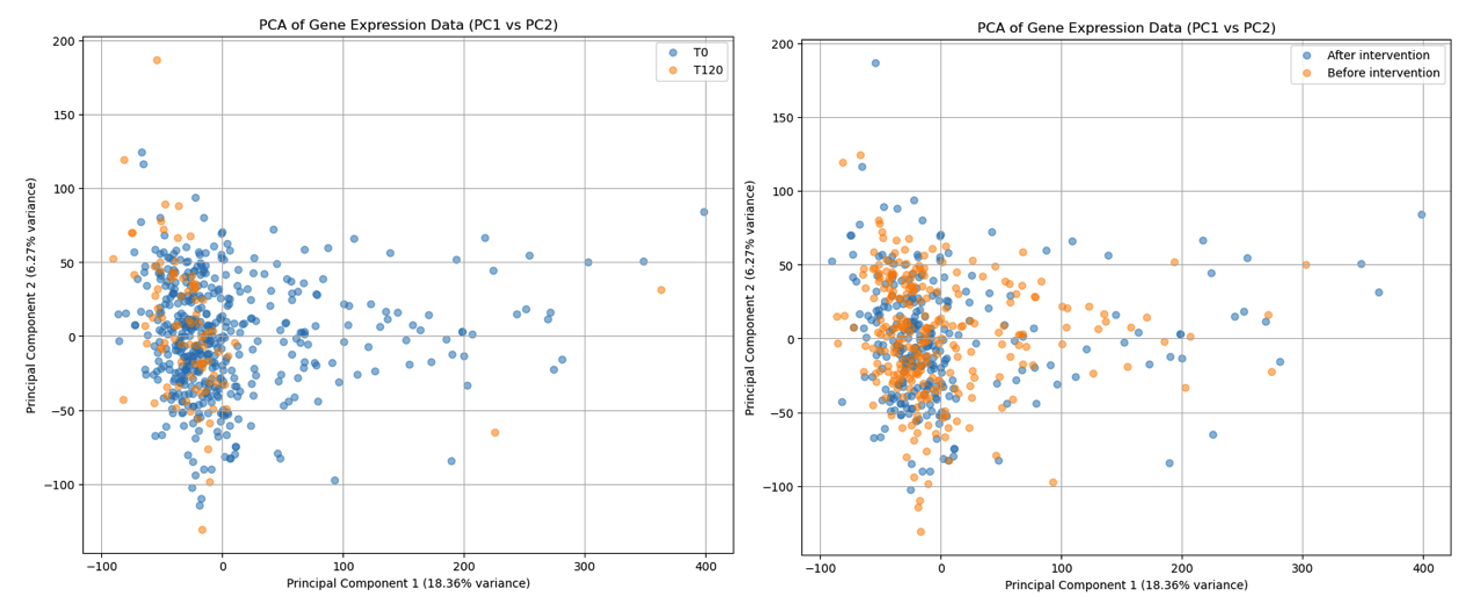 PCA of Gene Expression Data (PC1 vs PC2)
200
150
100
50
0
−50
−100
Principal Component 2 (6.27% variance)
T0
T120
−100
0
100
200
300
400
Principal Component 1 (18.36% variance)
PCA of Gene Expression Data (PC1 vs PC2)
200
150
100
50
0
−50
−100
Principal Component 2 (6.27% variance)
After intervention
Before intervention
−100
0
100
200
300
400
Principal Component 1 (18.36% variance)